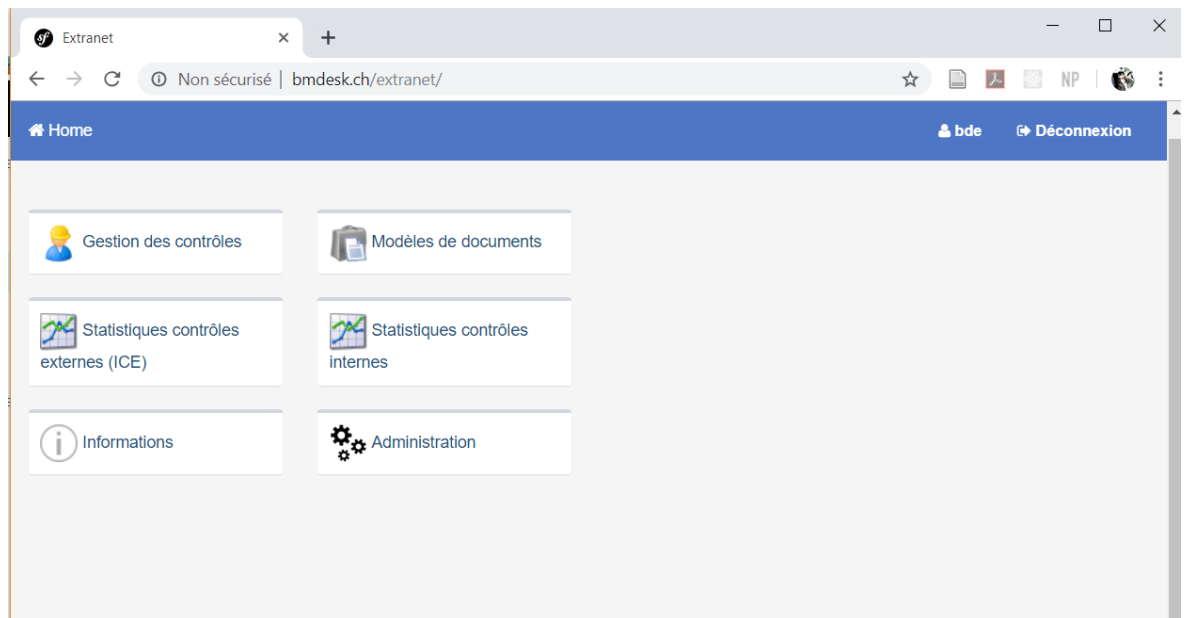 sf Extranet
Non sécurisé | bmdesk.ch/extranet/
NP
Home
bde
Déconnexion
Gestion des contrôles
Modèles de documents
Statistiques contrôles
externes (ICE)
Statistiques contrôles
internes
Informations
Administration